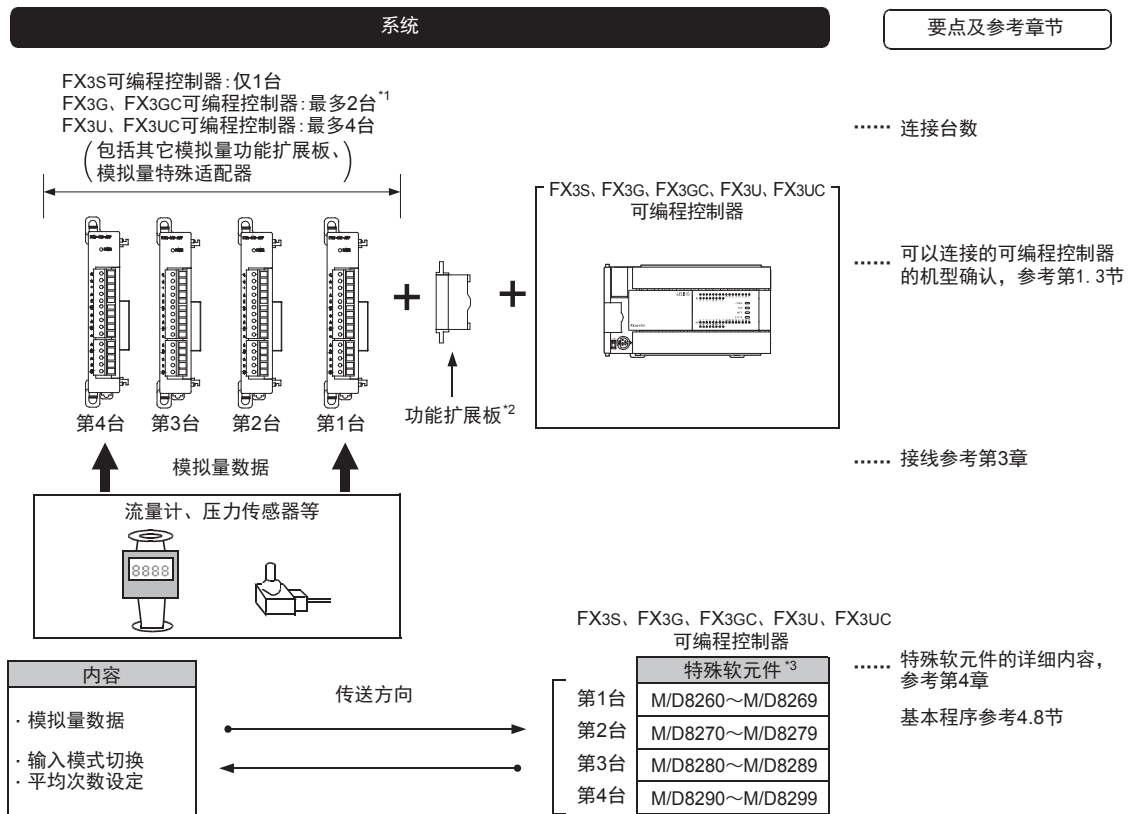 系统
要点及参考章节
FX3S可编程控制器:仅1台
FX3G、FX3GC可编程控制器:最多2台*1
FX3U、FX3UC可编程控制器:最多4台
(包括其它模拟量功能扩展板、
模拟量特殊适配器)
…… 连接台数
FX3S、FX3G、FX3GC、FX3U、FX3UC
可编程控制器
…… 可以连接的可编程控制器
的机型确认，参考第1.3节
+
+
第4台
第3台
第2台
第1台
功能扩展板*2
模拟量数据
…… 接线参考第3章
流量计、压力传感器等
8888
FX3S、FX3G、FX3GC、FX3U、FX3UC
可编程控制器
内容
· 模拟量数据
· 输入模式切换
· 平均次数设定
传送方向
特殊软元件*3
第1台 M/D8260～M/D8269
第2台 M/D8270～M/D8279
第3台 M/D8280～M/D8289
第4台 M/D8290～M/D8299
…… 特殊软元件的详细内容，
参考第4章
基本程序参考4.8节